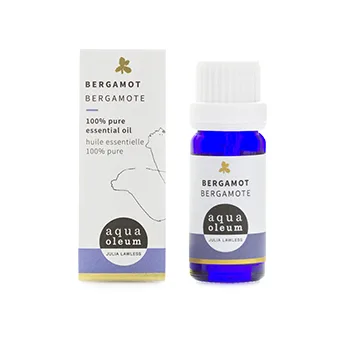 BERGAMOT
BERGAMOTE
100% pure
essential oil
huile essentielle
100% pure
aqua
oleum
JULIA LAWLESS
BERGAMOT
BERGAMOTE
aqua
oleum
JULIA LAWLESS